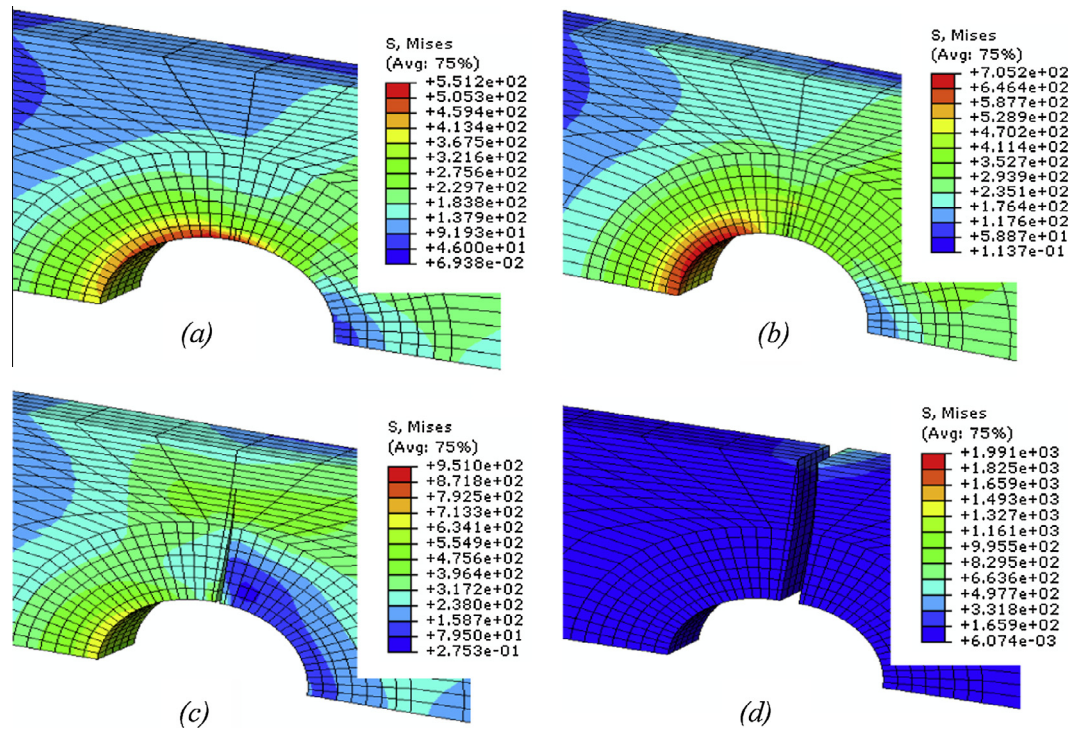 S, Mises
(Avg: 75%)
+5.512e+02
+5.053e+02
+4.594e+02
+4.134e+02
+3.675e+02
+3.216e+02
+2.756e+02
+2.297e+02
+1.838e+02
+1.379e+02
+9.193e+01
+4.600e+01
+6.938e-02
(a)
S, Mises
(Avg: 75%)
+7.052e+02
+6.464e+02
+5.877e+02
+5.289e+02
+4.702e+02
+4.114e+02
+3.527e+02
+2.939e+02
+2.351e+02
+1.764e+02
+1.176e+02
+5.887e+01
+1.137e-01
(b)
S, Mises
(Avg: 75%)
+9.510e+02
+8.718e+02
+7.925e+02
+7.133e+02
+6.341e+02
+5.549e+02
+4.756e+02
+3.964e+02
+3.172e+02
+2.380e+02
+1.587e+02
+7.950e+01
+2.753e-01
(c)
S, Mises
(Avg: 75%)
+1.991e+03
+1.825e+03
+1.659e+03
+1.493e+03
+1.327e+03
+1.161e+03
+9.955e+02
+8.295e+02
+6.636e+02
+4.977e+02
+3.318e+02
+1.659e+02
+6.074e-03
(d)